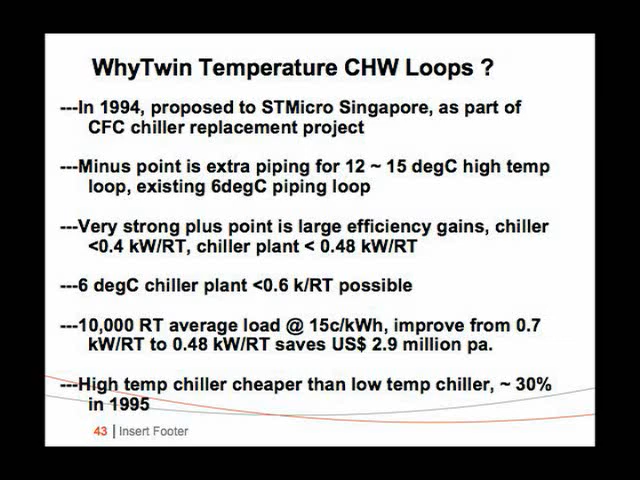 WhyTwin Temperature CHW Loops ?
---In 1994, proposed to STMicro Singapore, as part of
CFC chiller replacement project
---Minus point is extra piping for 12 ~ 15 degC high temp
loop, existing 6degC piping loop
---Very strong plus point is large efficiency gains, chiller
<0.4 kW/RT, chiller plant < 0.48 kW/RT
---6 degC chiller plant <0.6 k/RT possible
---10,000 RT average load @ 15c/kWh, improve from 0.7
kW/RT to 0.48 kW/RT saves US$ 2.9 million pa.
---High temp chiller cheaper than low temp chiller, ~ 30%
in 1995
43 | Insert Footer